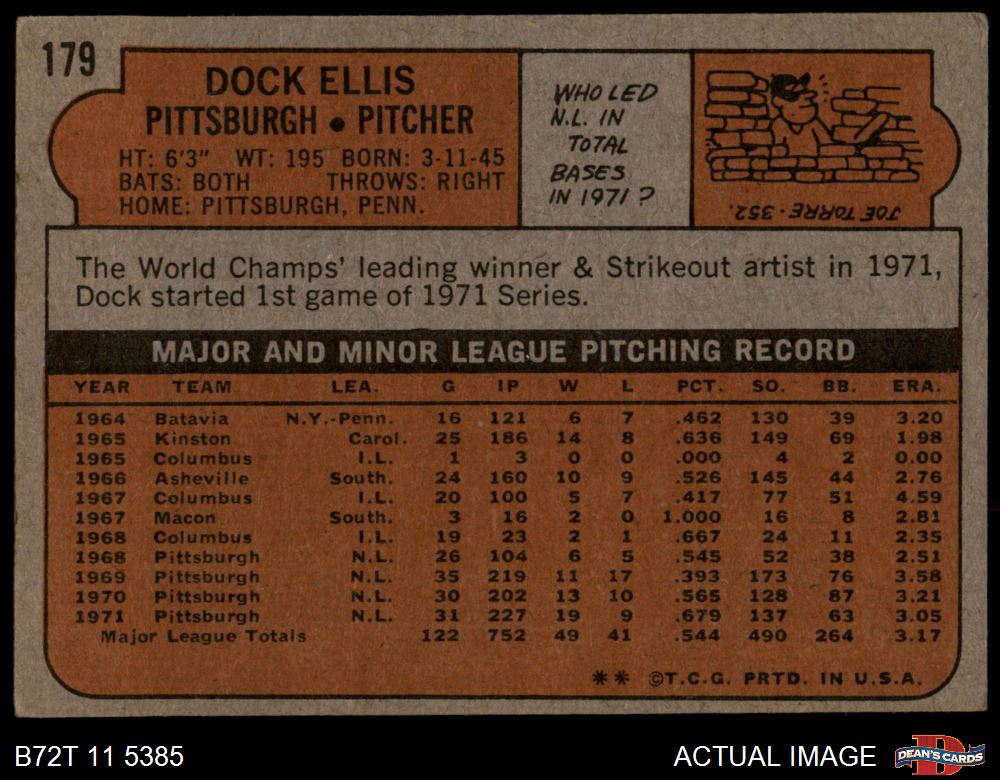 179
DOCK ELLIS
PITTSBURGH • PITCHER
HT: 6'3" WT: 195 BORN: 3-11-45
BATS: BOTH THROWS: RIGHT
HOME: PITTSBURGH, PENN.
WHO LED
N.L. IN
TOTAL
BASES
IN 1971?
JOE TORRE-352.
The World Champs' leading winner & Strikeout artist in 1971,
Dock started 1st game of 1971 Series.
MAJOR AND MINOR LEAGUE PITCHING RECORD
YEAR TEAM LEA. G IP W L PCT. SO. BB. ERA.
1964 Batavia N.Y.-Penn. 16 121 6 7 .462 130 39 3.20
1965 Kinston Carol. 25 186 14 8 .636 149 69 1.98
1965 Columbus I.L. 1 3 0 0 .000 4 2 0.00
1966 Asheville South. 24 160 10 9 .526 145 44 2.76
1967 Columbus I.L. 20 100 5 7 .417 77 51 4.59
1967 Macon South. 3 16 2 0 1.000 16 8 2.81
1968 Columbus I.L. 19 23 2 1 .667 24 11 2.35
1968 Pittsburgh N.L. 26 104 6 5 .545 52 38 2.51
1969 Pittsburgh N.L. 35 219 11 17 .393 173 76 3.58
1970 Pittsburgh N.L. 30 202 13 10 .565 128 87 3.21
1971 Pittsburgh N.L. 31 227 19 9 .679 137 63 3.05
Major League Totals 122 752 49 41 .544 490 264 3.17
** ©T.C.G. PRTD. IN U.S.A.
B72T 11 5385
ACTUAL IMAGE
DEAN'S CARDS